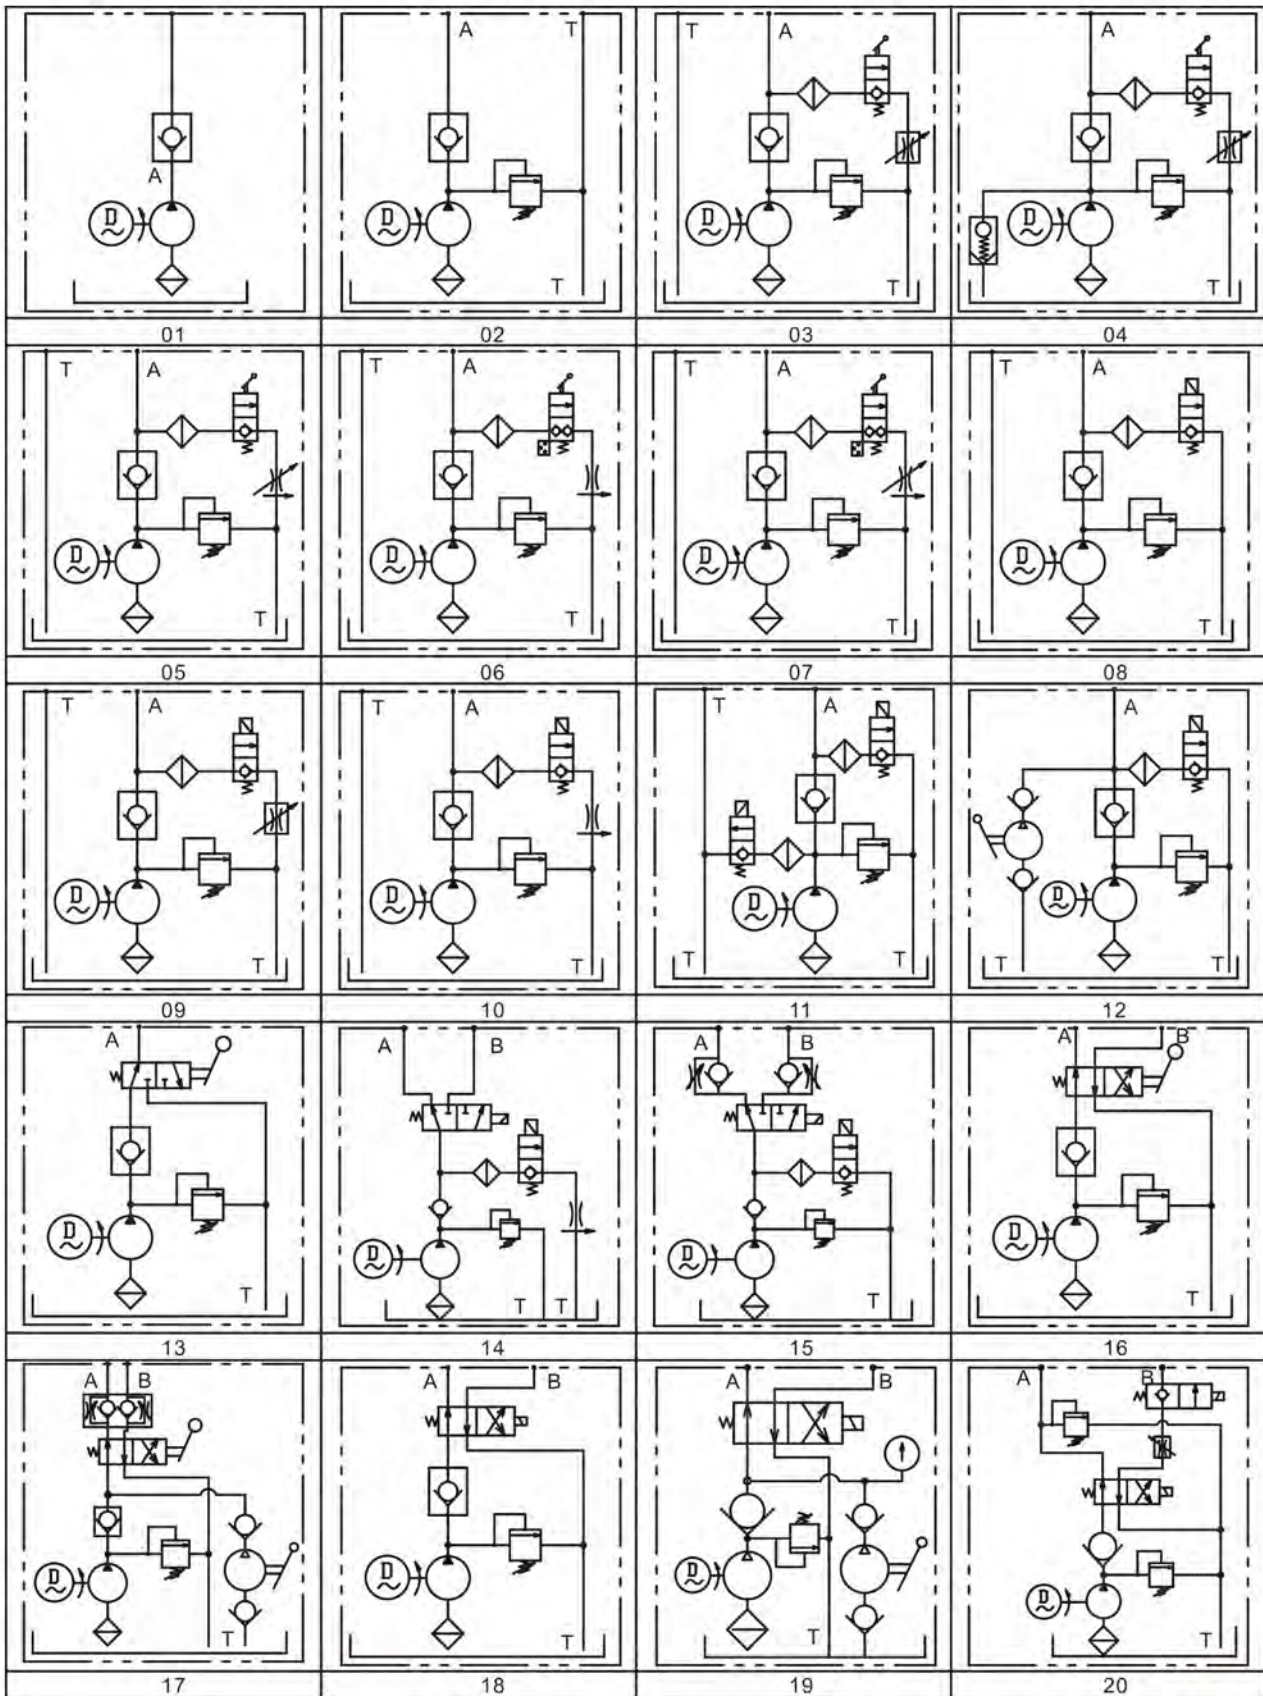 A T T A A
A
D D D D
T T T
01 02 03 04
T A T A T A T A
D D D D
T T T T
05 06 07 08
T A T A T A A
D D D D
T T T T T T
09 10 11 12
A A B A B A B
D D D D
T T T T T
13 14 15 16
A B A B A B A B
D D D D
T T T T
17 18 19 20